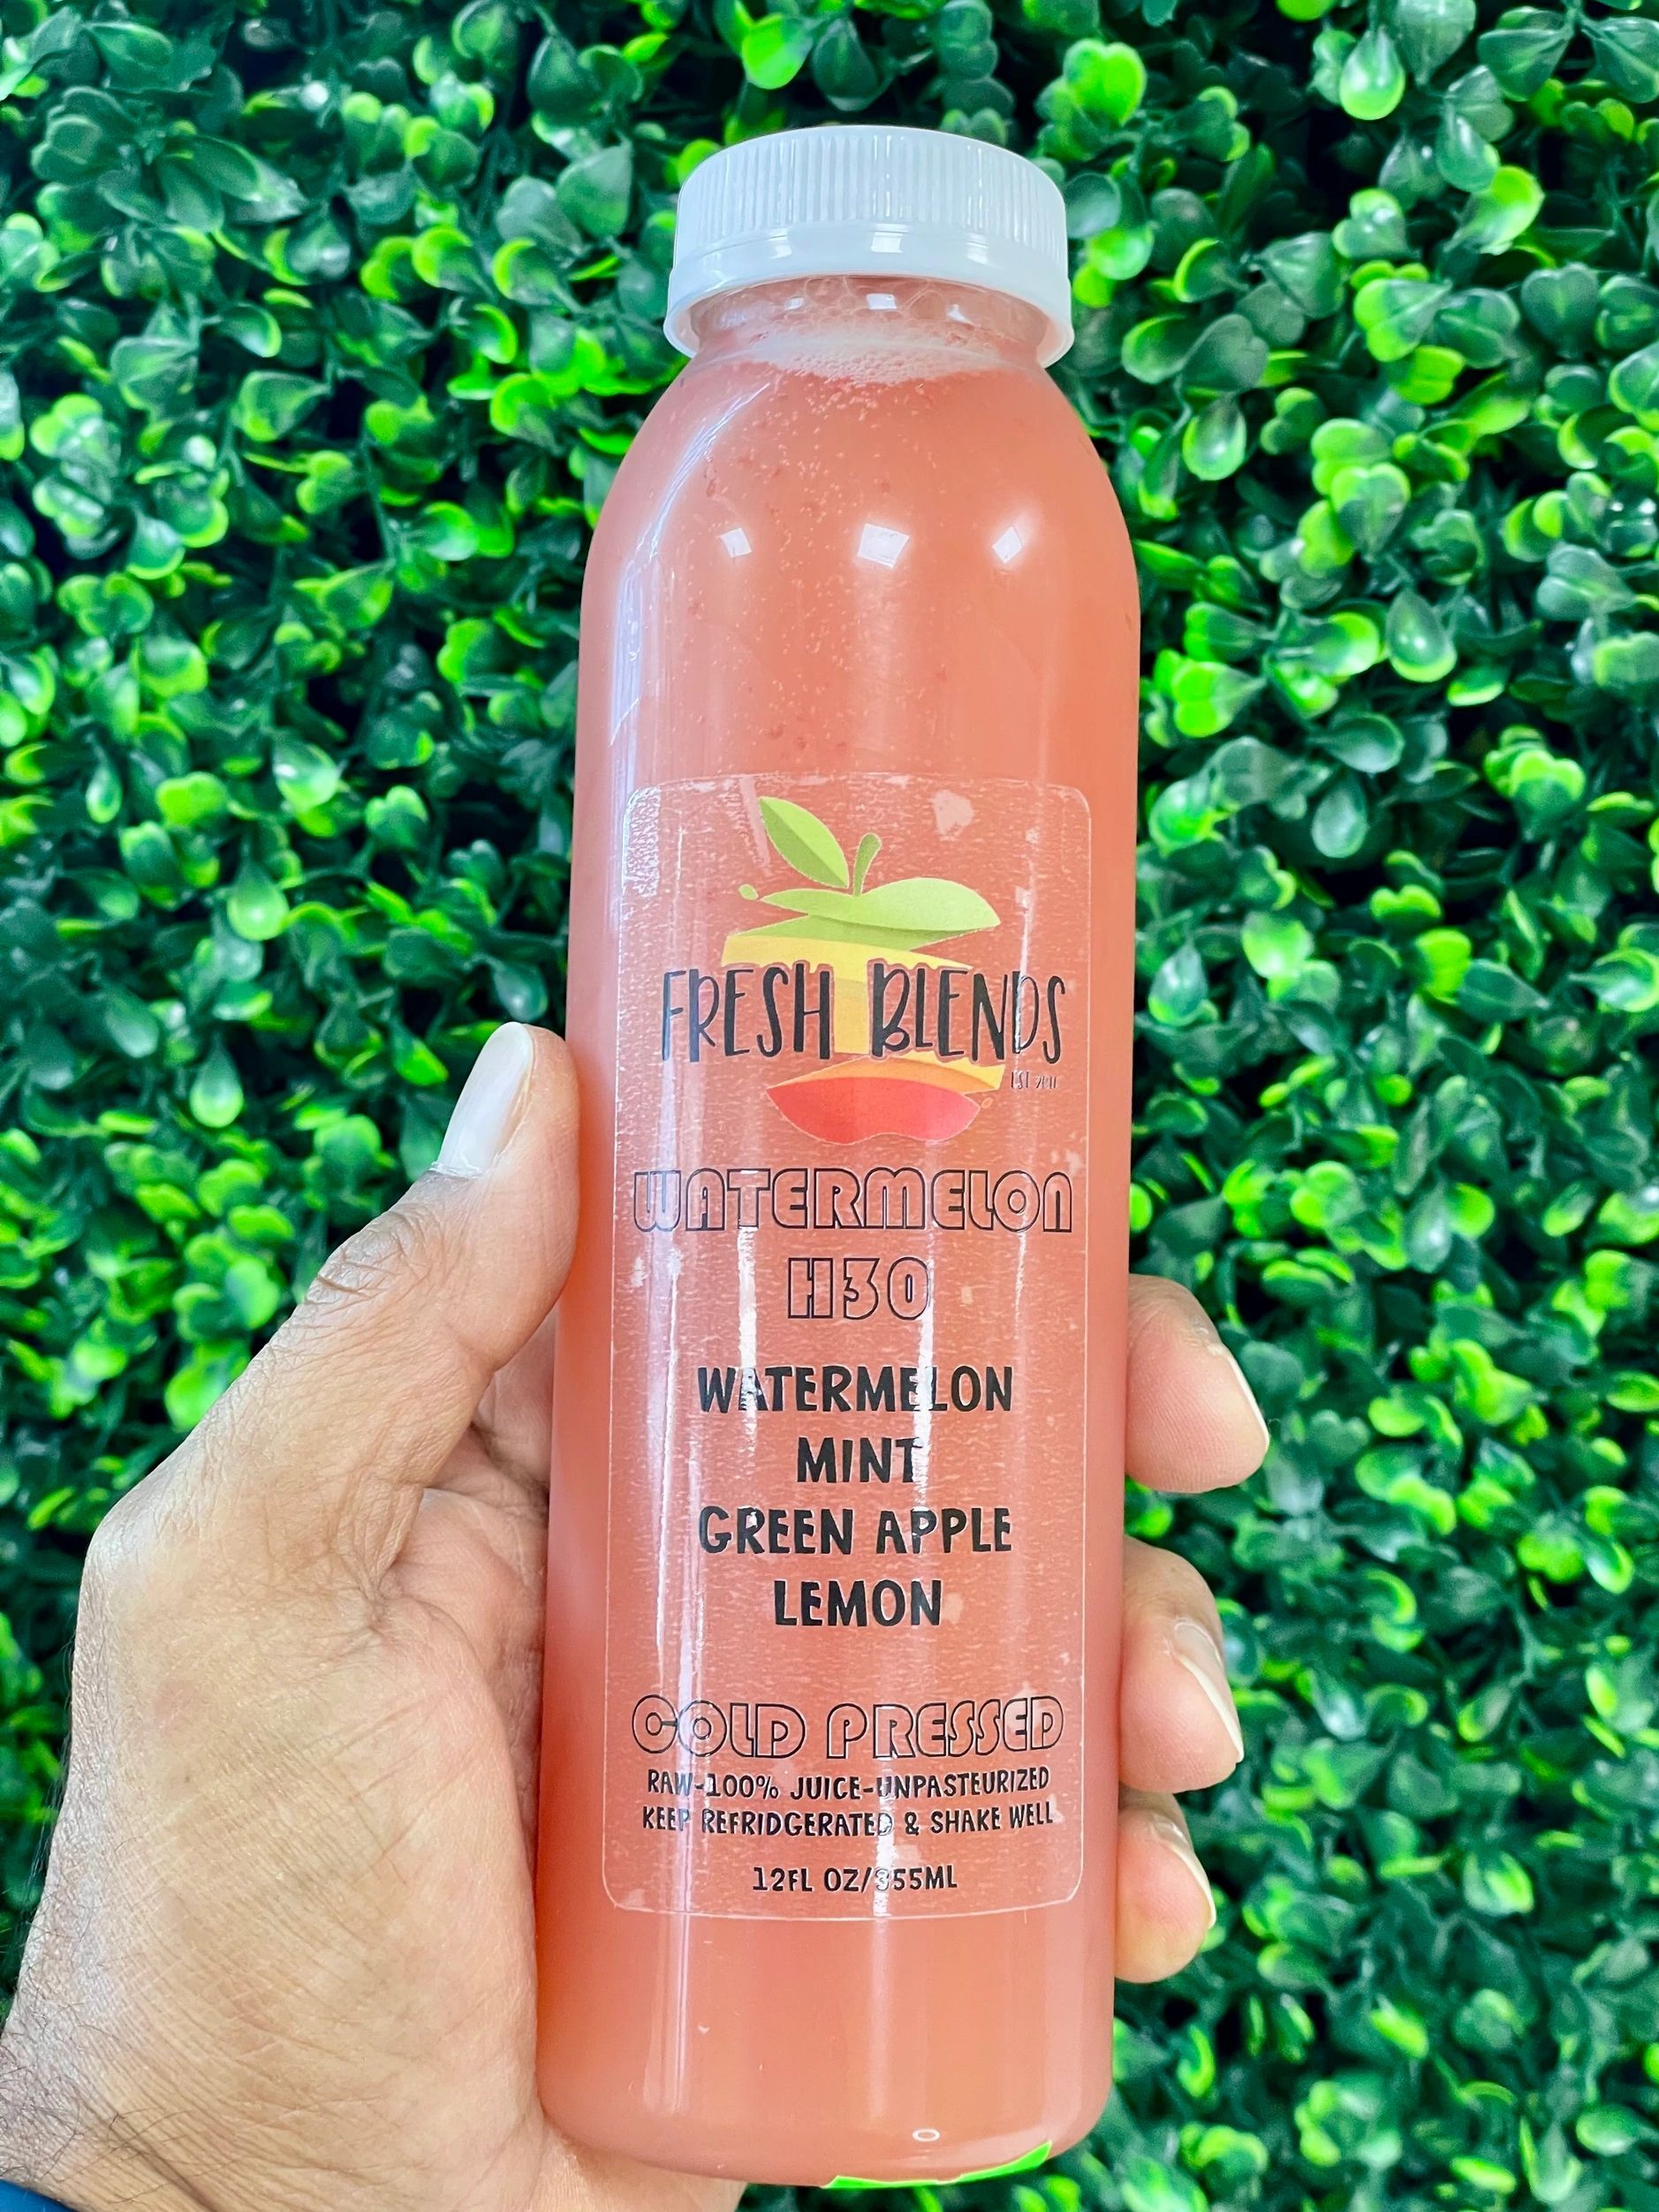 FRESH BLENDS
WATERMELON
H30
WATERMELON
MINT
GREEN APPLE
LEMON
COLD PRESSED
RAW-100% JUICE-UNPASTEURIZED
KEEP REFRIDGERATED & SHAKE WELL
12FL OZ/355ML